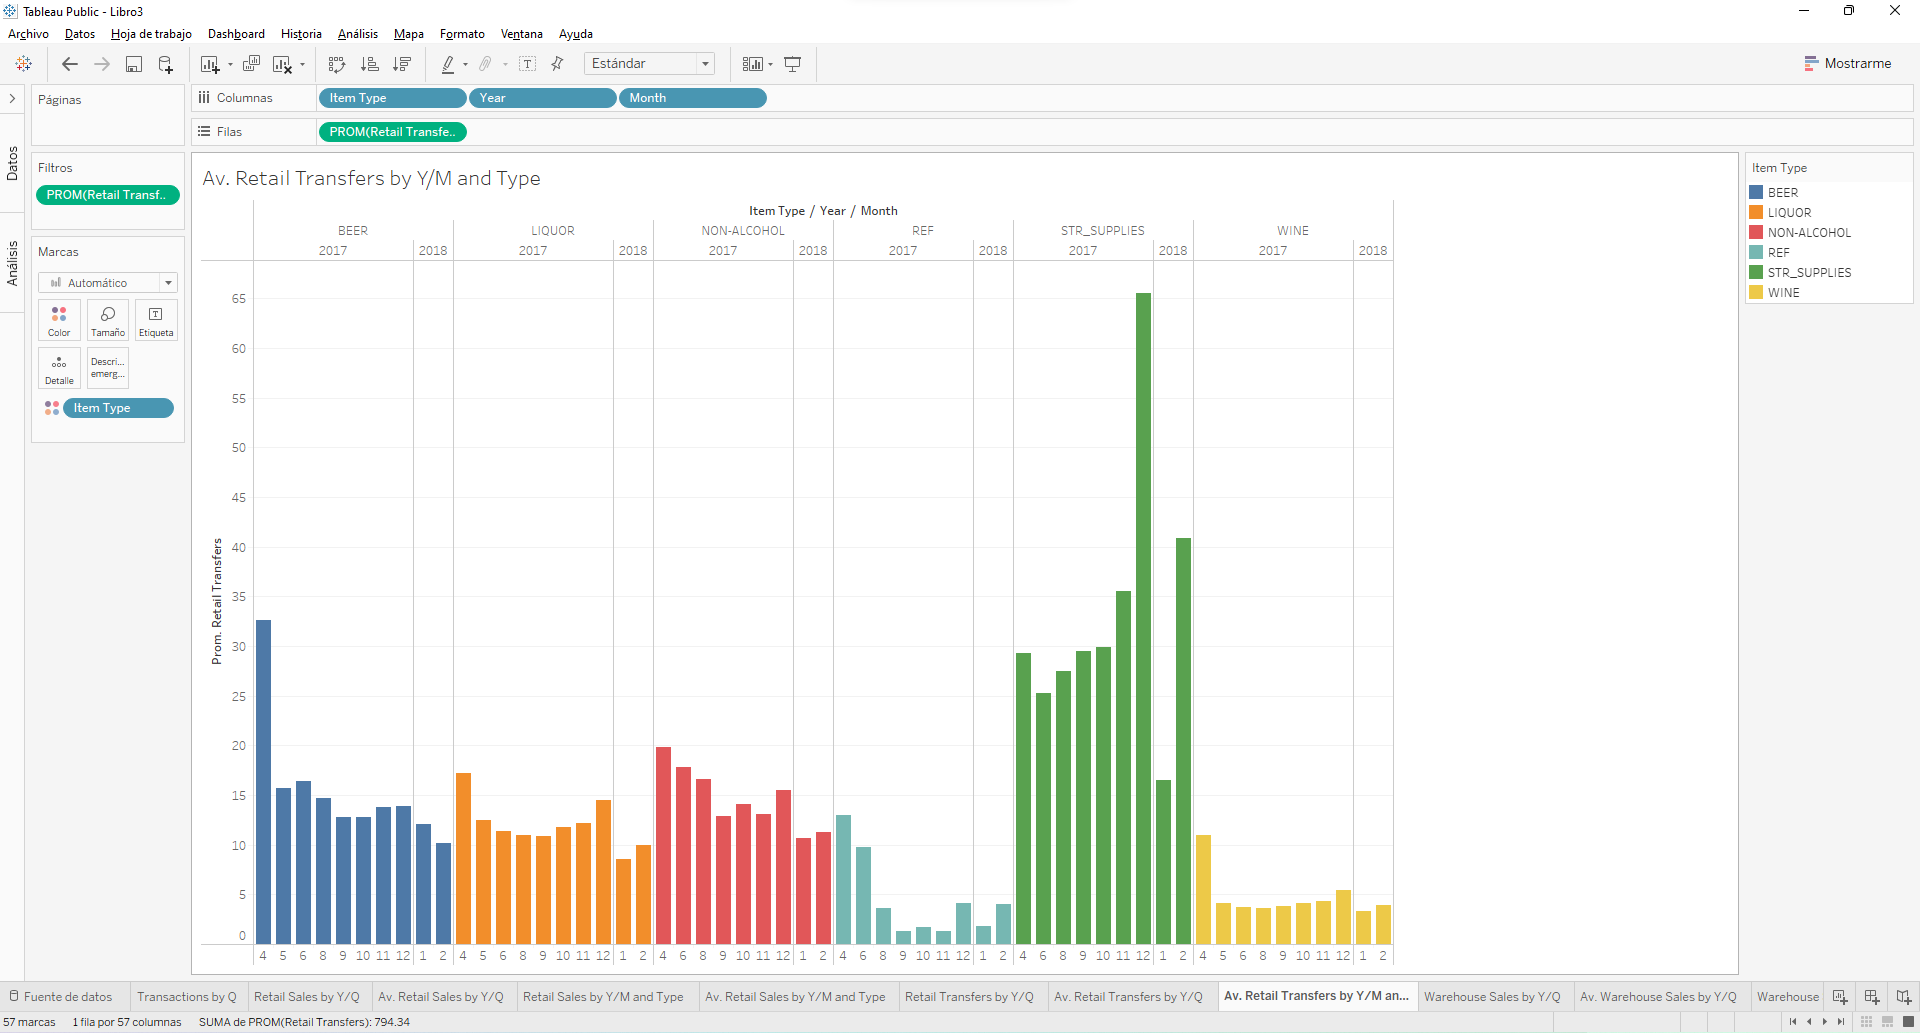 Tableau Public - Libro3
Archivo Datos Hoja de trabajo Dashboard Historia Análisis Mapa Formato Ventana Ayuda
Estándar
Mostrarme
Datos
Análisis
Páginas
Filtros
PROM(Retail Transf..
Marcas
Automático
Color Tamaño Etiqueta
Detalle Descri... emerg...
Item Type
Columnas Item Type Year Month
Filas PROM(Retail Transfe..
Av. Retail Transfers by Y/M and Type
Item Type / Year / Month
BEER LIQUOR NON-ALCOHOL REF STR_SUPPLIES WINE
2017 2018 2017 2018 2017 2018 2017 2018 2017 2018 2017 2018
Prom. Retail Transfers
65
60
55
50
45
40
35
30
25
20
15
10
5
0
4 5 6 8 9 10 11 12 1 2 4 5 6 8 9 10 11 12 1 2 4 6 8 9 10 11 12 1 2 4 6 8 9 10 11 12 1 2 4 6 8 9 10 11 12 1 2 4 5 6 8 9 10 11 12 1 2
Item Type
BEER
LIQUOR
NON-ALCOHOL
REF
STR_SUPPLIES
WINE
Fuente de datos Transactions by Q Retail Sales by Y/Q Av. Retail Sales by Y/Q Retail Sales by Y/M and Type Av. Retail Sales by Y/M and Type Retail Transfers by Y/Q Av. Retail Transfers by Y/Q Av. Retail Transfers by Y/M an... Warehouse Sales by Y/Q Av. Warehouse Sales by Y/Q Warehouse
57 marcas 1 fila por 57 columnas SUMA de PROM(Retail Transfers): 794.34